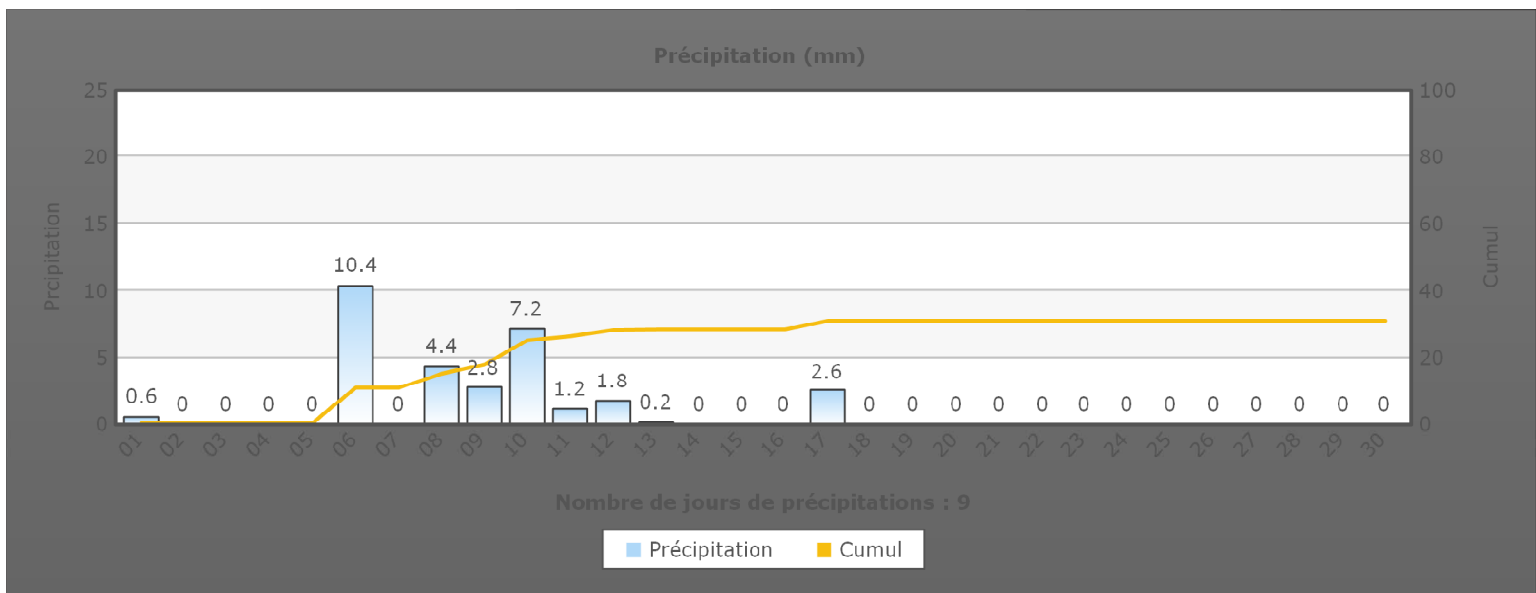 Précipitation (mm)
25
20
15
10
5
0
Prcipitation
100
80
60
40
20
0
Cumul
0.6 0 0 0 0 10.4 0 4.4 2.8 7.2 1.2 1.8 0.2 0 0 0 2.6 0 0 0 0 0 0 0 0 0 0 0 0 0
01 02 03 04 05 06 07 08 09 10 11 12 13 14 15 16 17 18 19 20 21 22 23 24 25 26 27 28 29 30
Nombre de jours de précipitations : 9
Précipitation Cumul